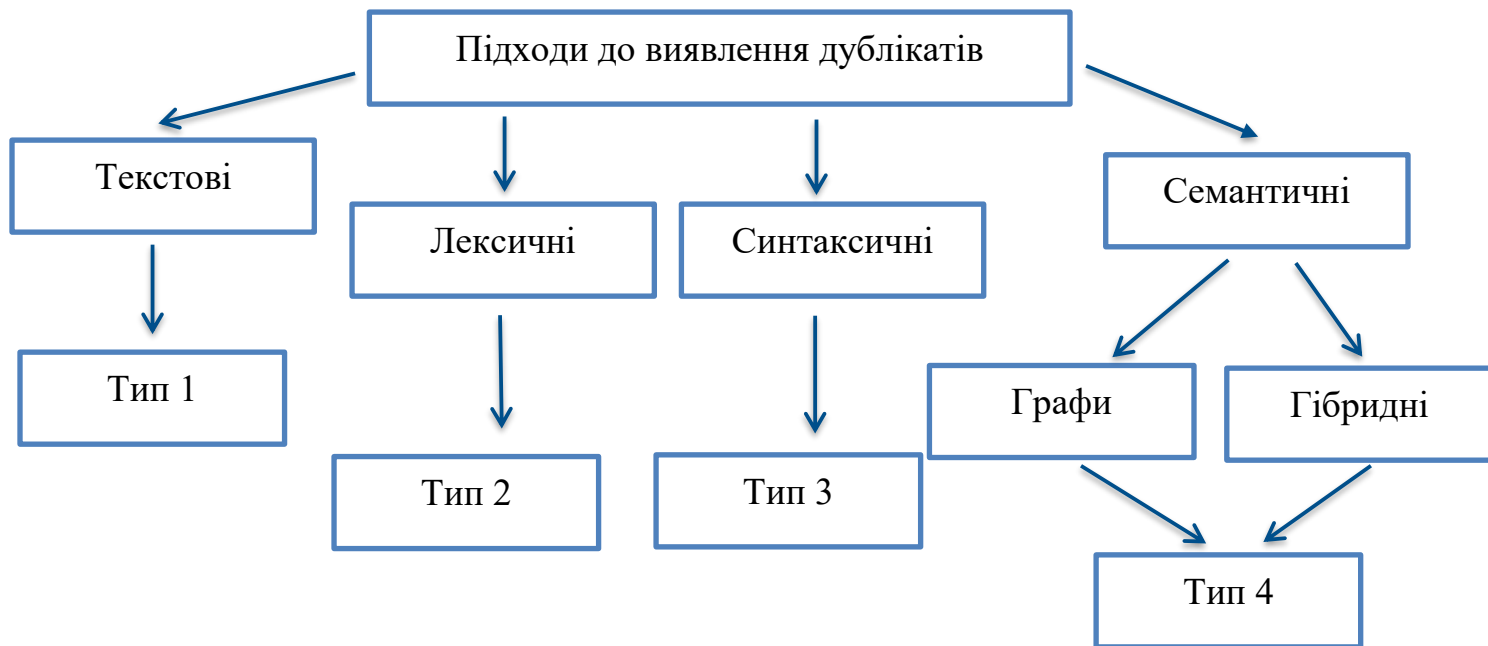 Підходи до виявлення дублікатів
Текстові
Лексичні
Синтаксичні
Семантичні
Тип 1
Тип 2
Тип 3
Графи
Гібридні
Тип 4